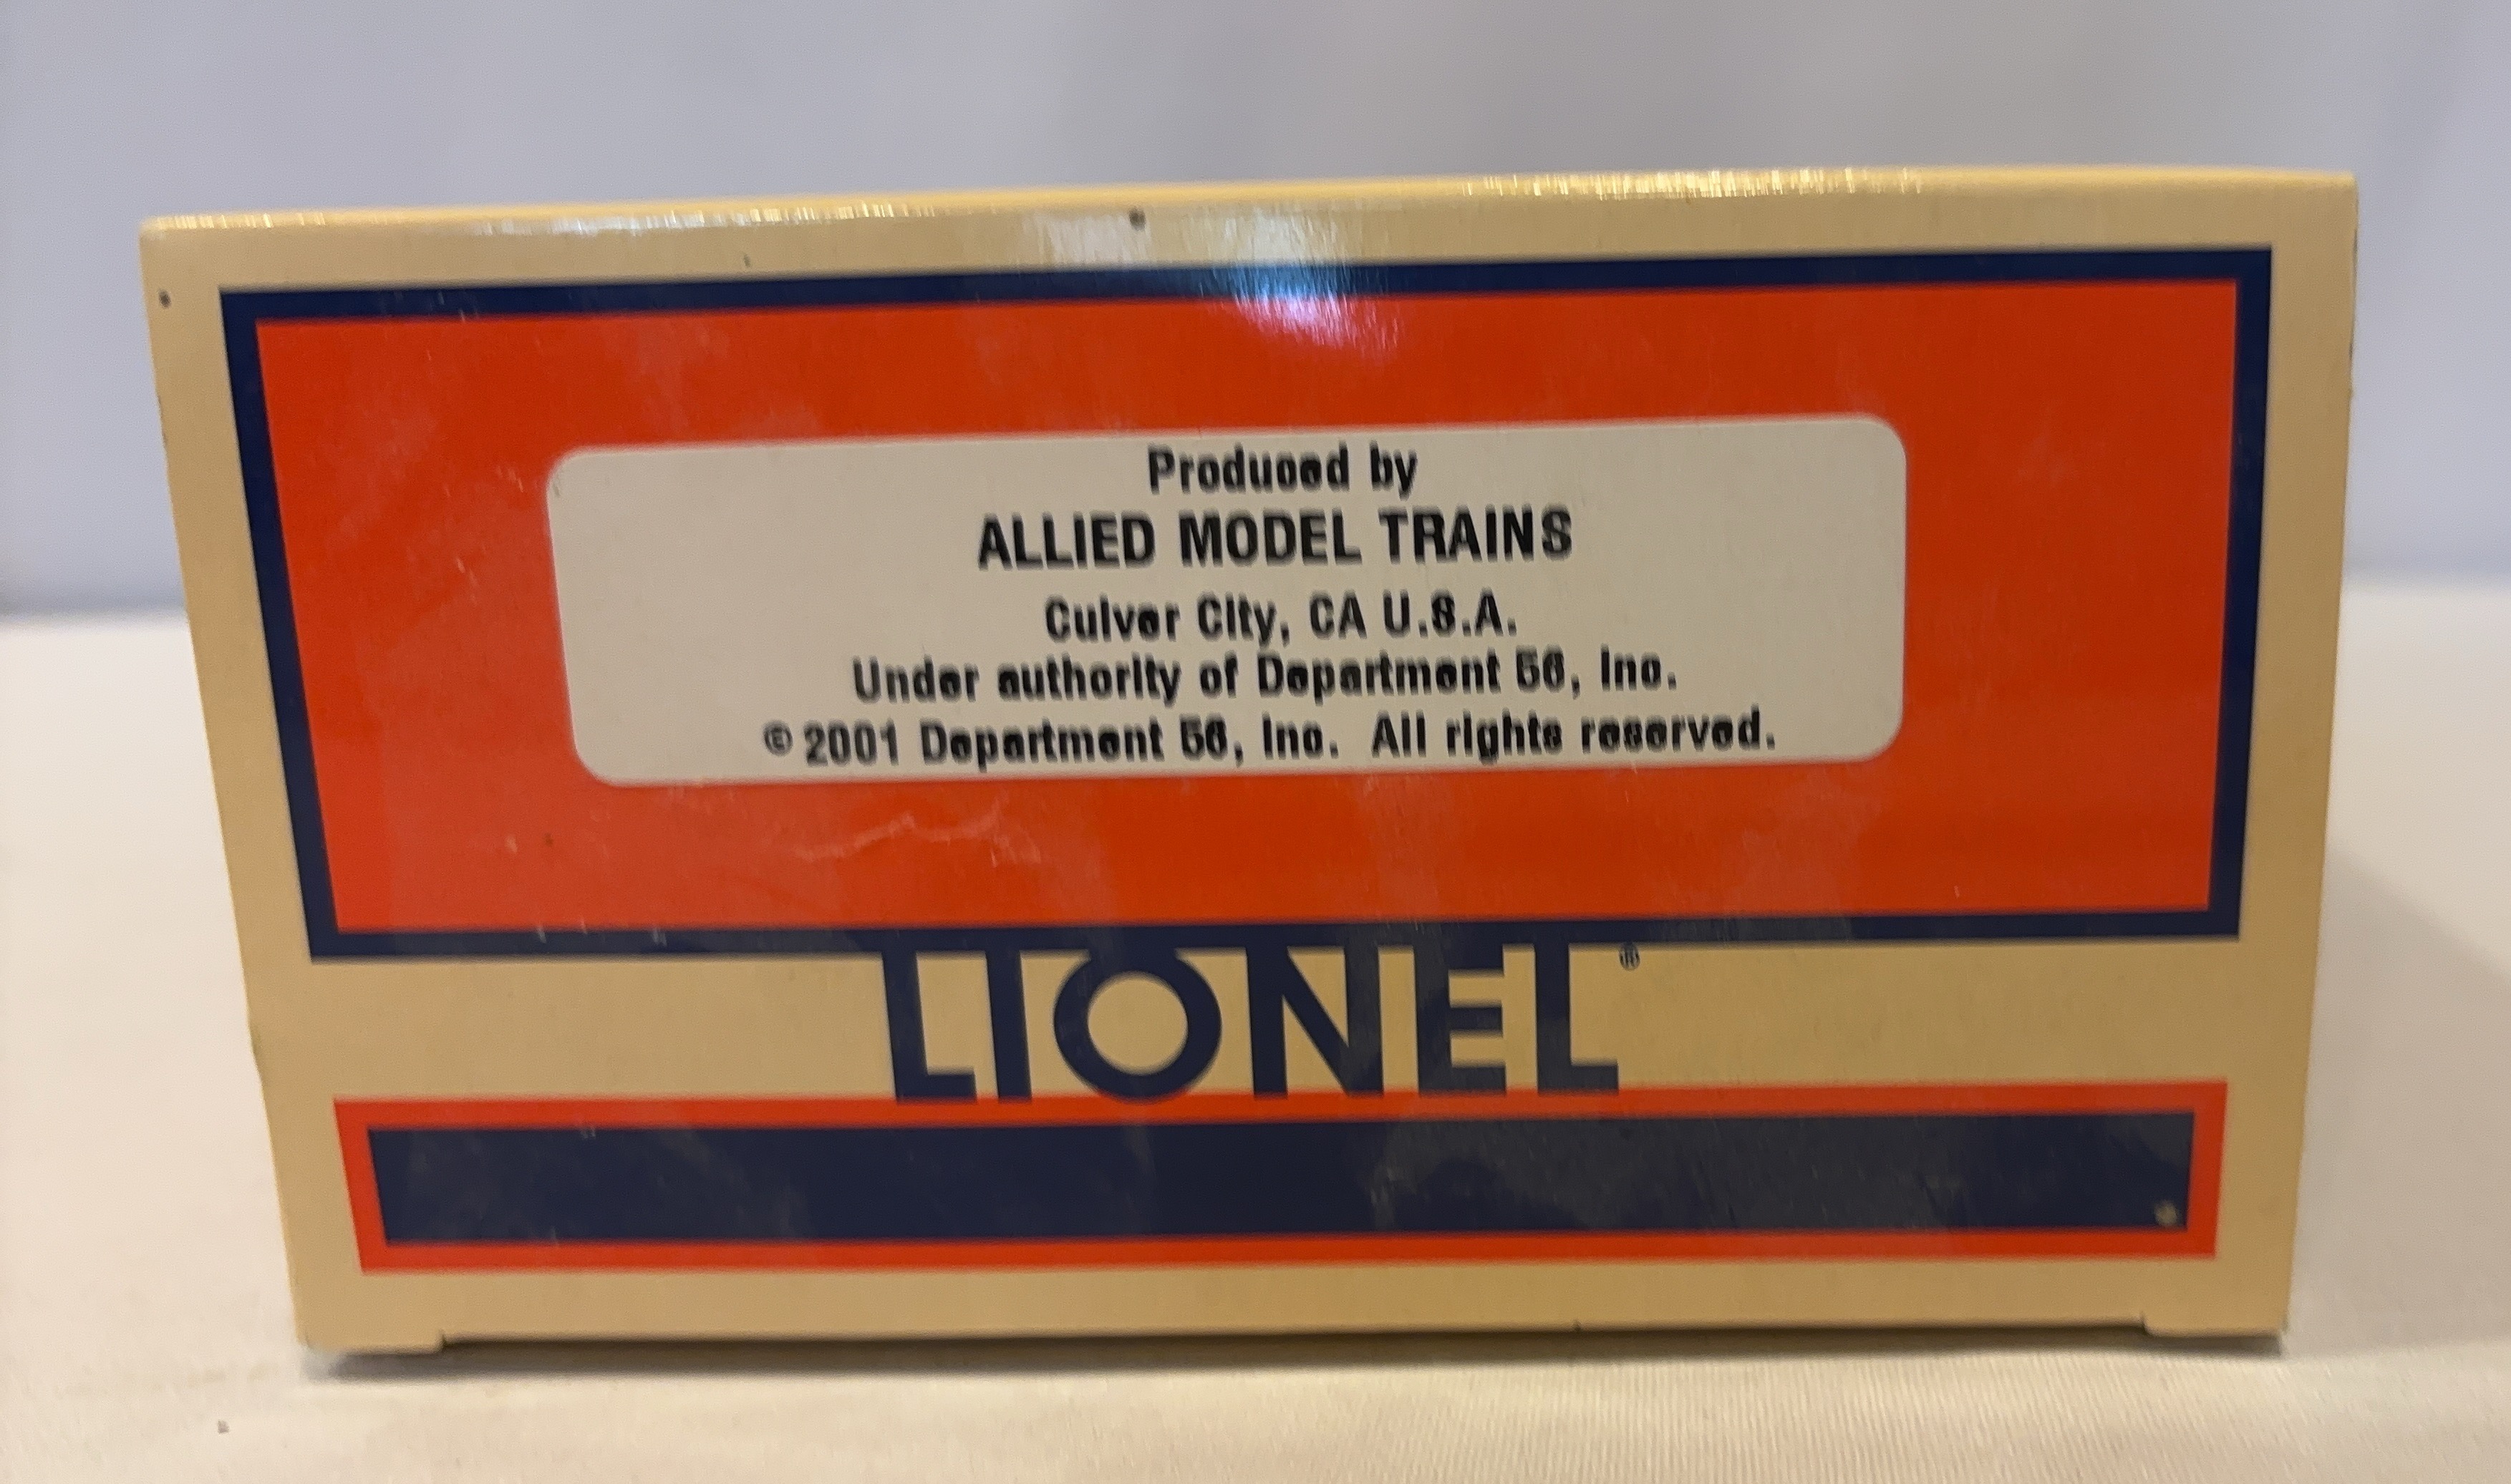 Produced by
ALLIED MODEL TRAINS
Culver City, CA U.S.A.
Under authority of Department 56, Inc.
© 2001 Department 56, Inc. All rights reserved.
LIONEL®